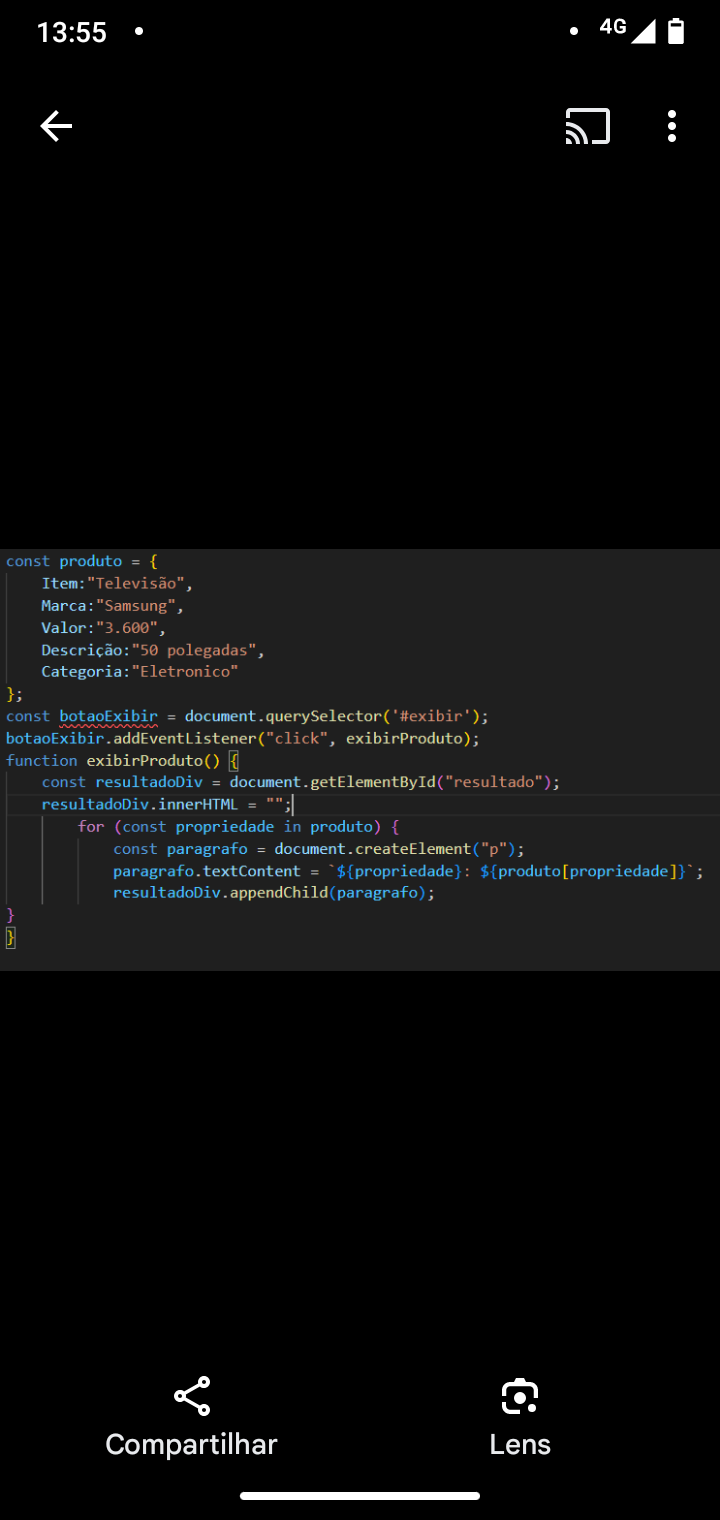 13:55
4G
const produto = {
    Item:"Televisão",
    Marca:"Samsung",
    Valor:"3.600",
    Descrição:"50 polegadas",
    Categoria:"Eletronico"
};
const botaoExibir = document.querySelector('#exibir');
botaoExibir.addEventListener("click", exibirProduto);
function exibirProduto() {
    const resultadoDiv = document.getElementById("resultado");
    resultadoDiv.innerHTML = "";
        for (const propriedade in produto) {
            const paragrafo = document.createElement("p");
            paragrafo.textContent = `${propriedade}: ${produto[propriedade]}`;
            resultadoDiv.appendChild(paragrafo);
}
}
Compartilhar
Lens